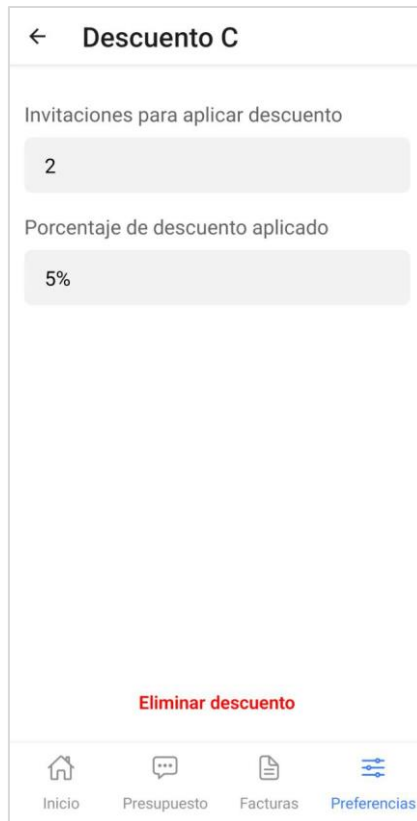 Descuento C
Invitaciones para aplicar descuento
2
Porcentaje de descuento aplicado
5%
Eliminar descuento
Inicio Presupuesto Facturas Preferencias